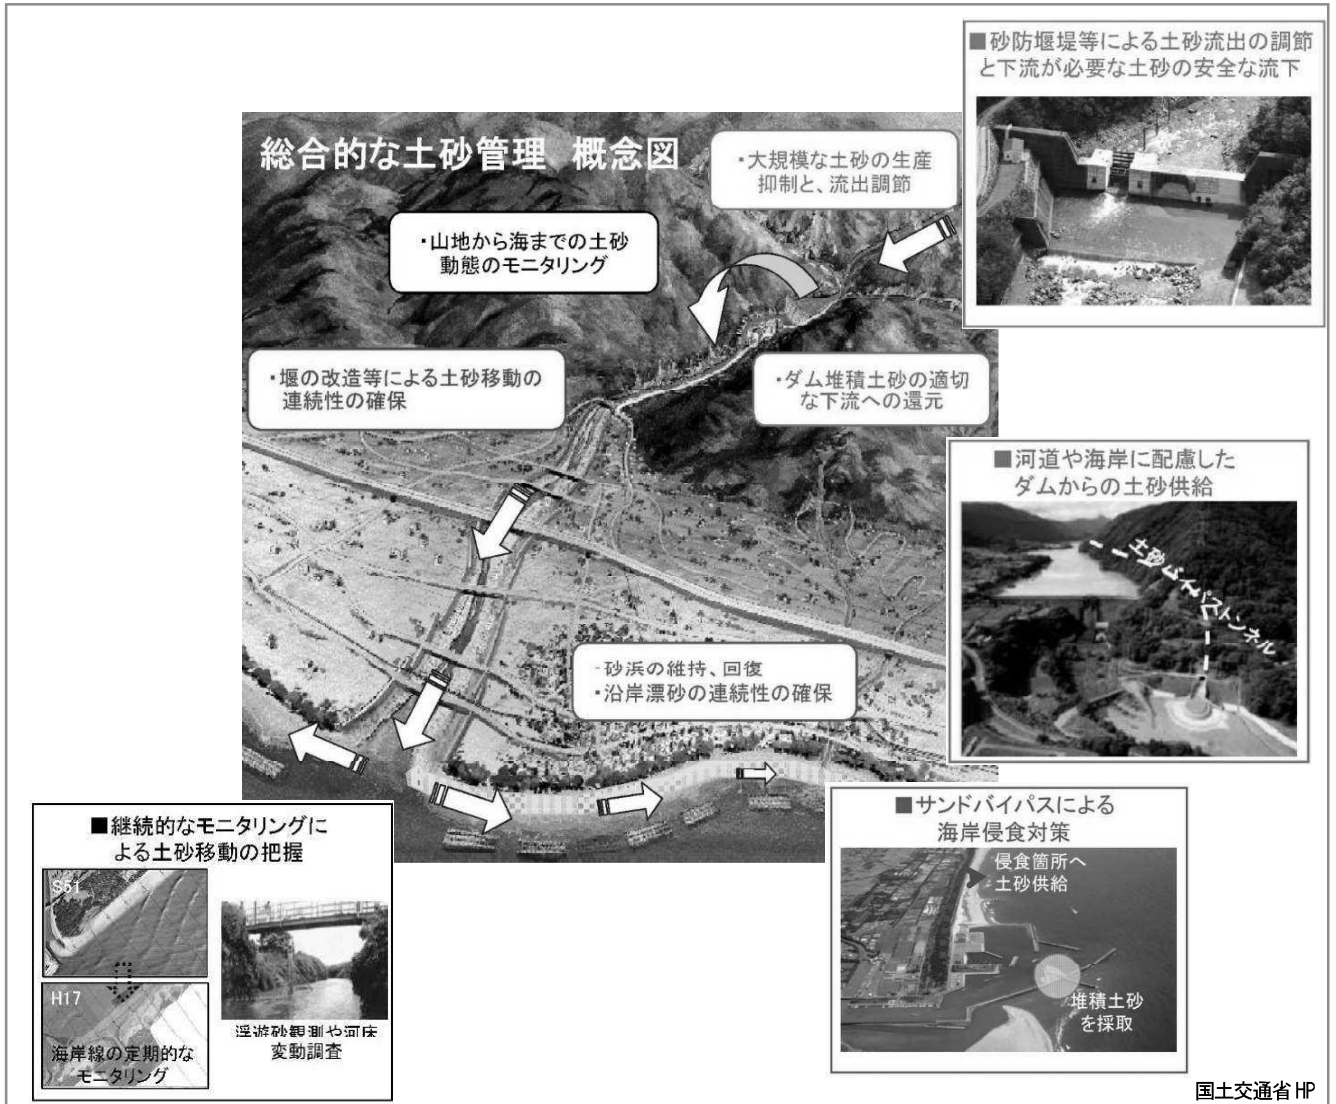 ■砂防堰堤等による土砂流出の調節
と下流が必要な土砂の安全な流下
総合的な土砂管理 概念図
・大規模な土砂の生産
抑制と、流出調節
・山地から海までの土砂
動態のモニタリング
・堰の改造等による土砂移動の
連続性の確保
・ダム堆積土砂の適切
な下流への還元
■河道や海岸に配慮した
ダムからの土砂供給
土砂バイパストンネル
・砂浜の維持、回復
・沿岸漂砂の連続性の確保
■サンドバイパスによる
海岸侵食対策
侵食箇所へ
土砂供給
堆積土砂
を採取
■継続的なモニタリングに
よる土砂移動の把握
S51
H17
海岸線の定期的な
モニタリング
浮遊砂観測や河床
変動調査
国土交通省HP